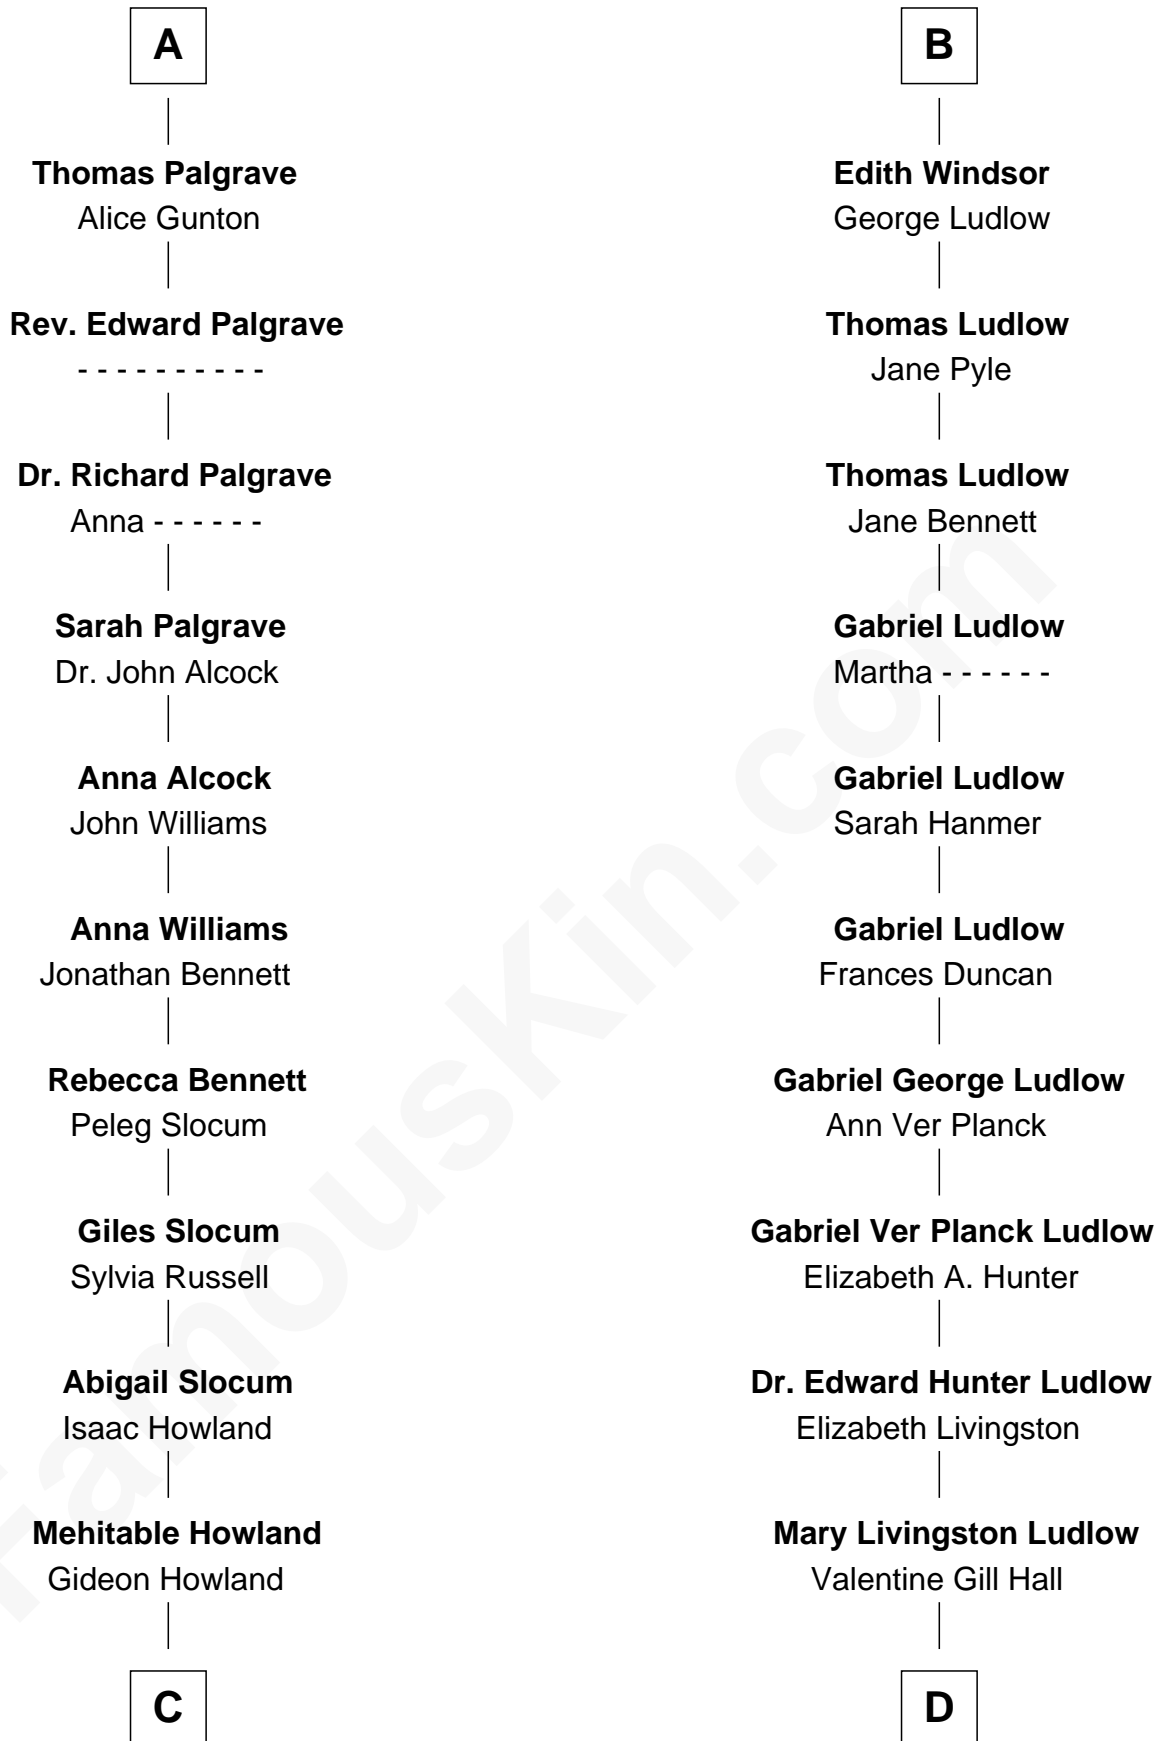 A
Thomas Palgrave
Alice Gunton
Rev. Edward Palgrave
- - - - - - - - - -
Dr. Richard Palgrave
Anna - - - - - -
Sarah Palgrave
Dr. John Alcock
Anna Alcock
John Williams
Anna Williams
Jonathan Bennett
Rebecca Bennett
Peleg Slocum
Giles Slocum
Sylvia Russell
Abigail Slocum
Isaac Howland
Mehitable Howland
Gideon Howland
C
B
Edith Windsor
George Ludlow
Thomas Ludlow
Jane Pyle
Thomas Ludlow
Jane Bennett
Gabriel Ludlow
Martha - - - - - -
Gabriel Ludlow
Sarah Hanmer
Gabriel Ludlow
Frances Duncan
Gabriel George Ludlow
Ann Ver Planck
Gabriel Ver Planck Ludlow
Elizabeth A. Hunter
Dr. Edward Hunter Ludlow
Elizabeth Livingston
Mary Livingston Ludlow
Valentine Gill Hall
D
FamousKin.com